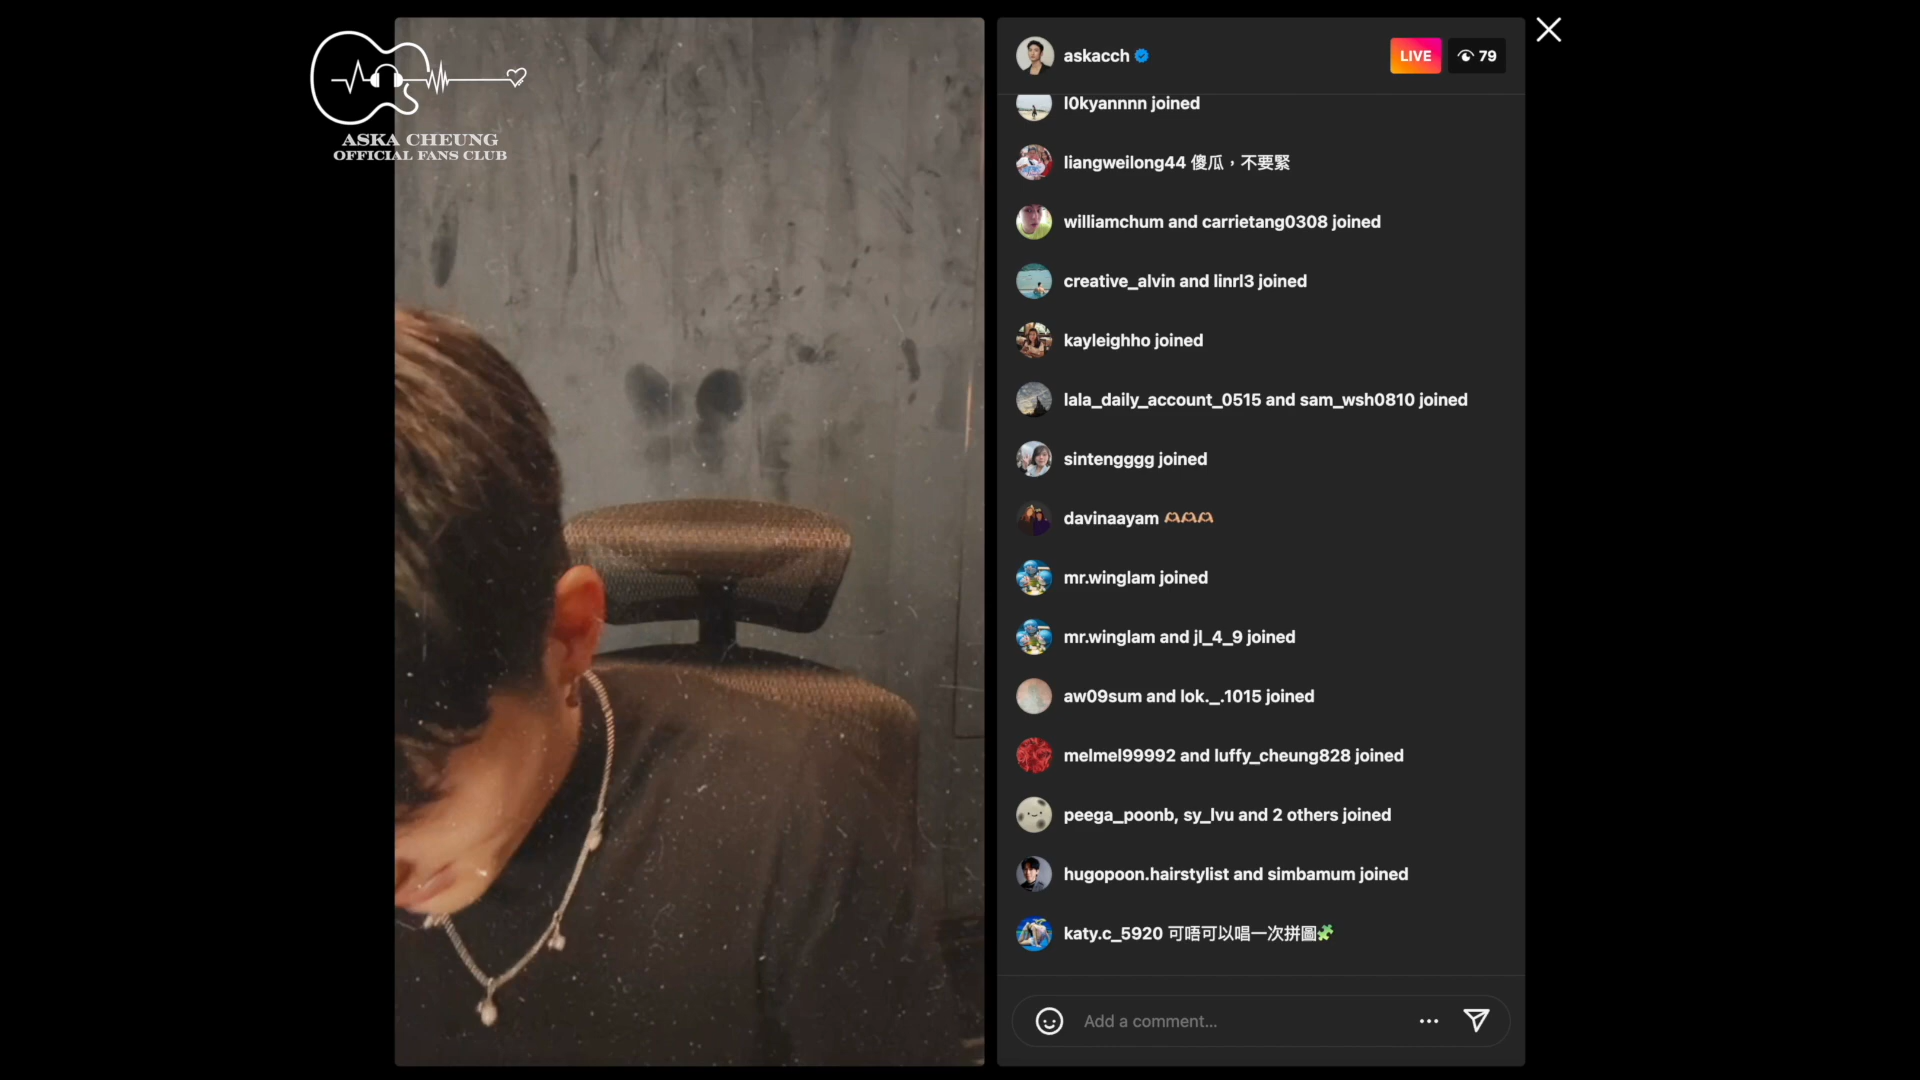 ASKA CHEUNG
OFFICIAL FANS CLUB
askacch
LIVE
79
l0kyannnn joined
liangweilong44 傻瓜，不要緊
williamchum and carrietang0308 joined
creative_alvin and linrl3 joined
kayleighho joined
lala_daily_account_0515 and sam_wsh0810 joined
sintengggg joined
davinaayam 🫶🫶🫶
mr.winglam joined
mr.winglam and jl_4_9 joined
aw09sum and lok._.1015 joined
melmel99992 and luffy_cheung828 joined
peega_poonb, sy_lvu and 2 others joined
hugopoon.hairstylist and simbamum joined
katy.c_5920 可唔可以唱一次拼圖🧩
Add a comment...